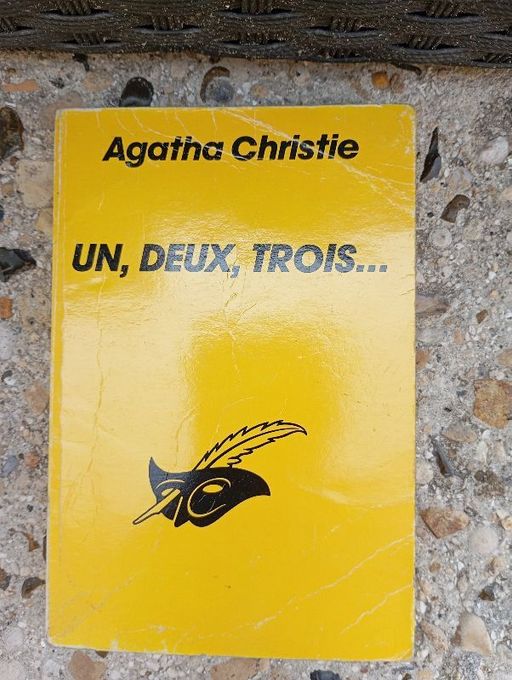 Agatha Christie
UN, DEUX, TROIS...